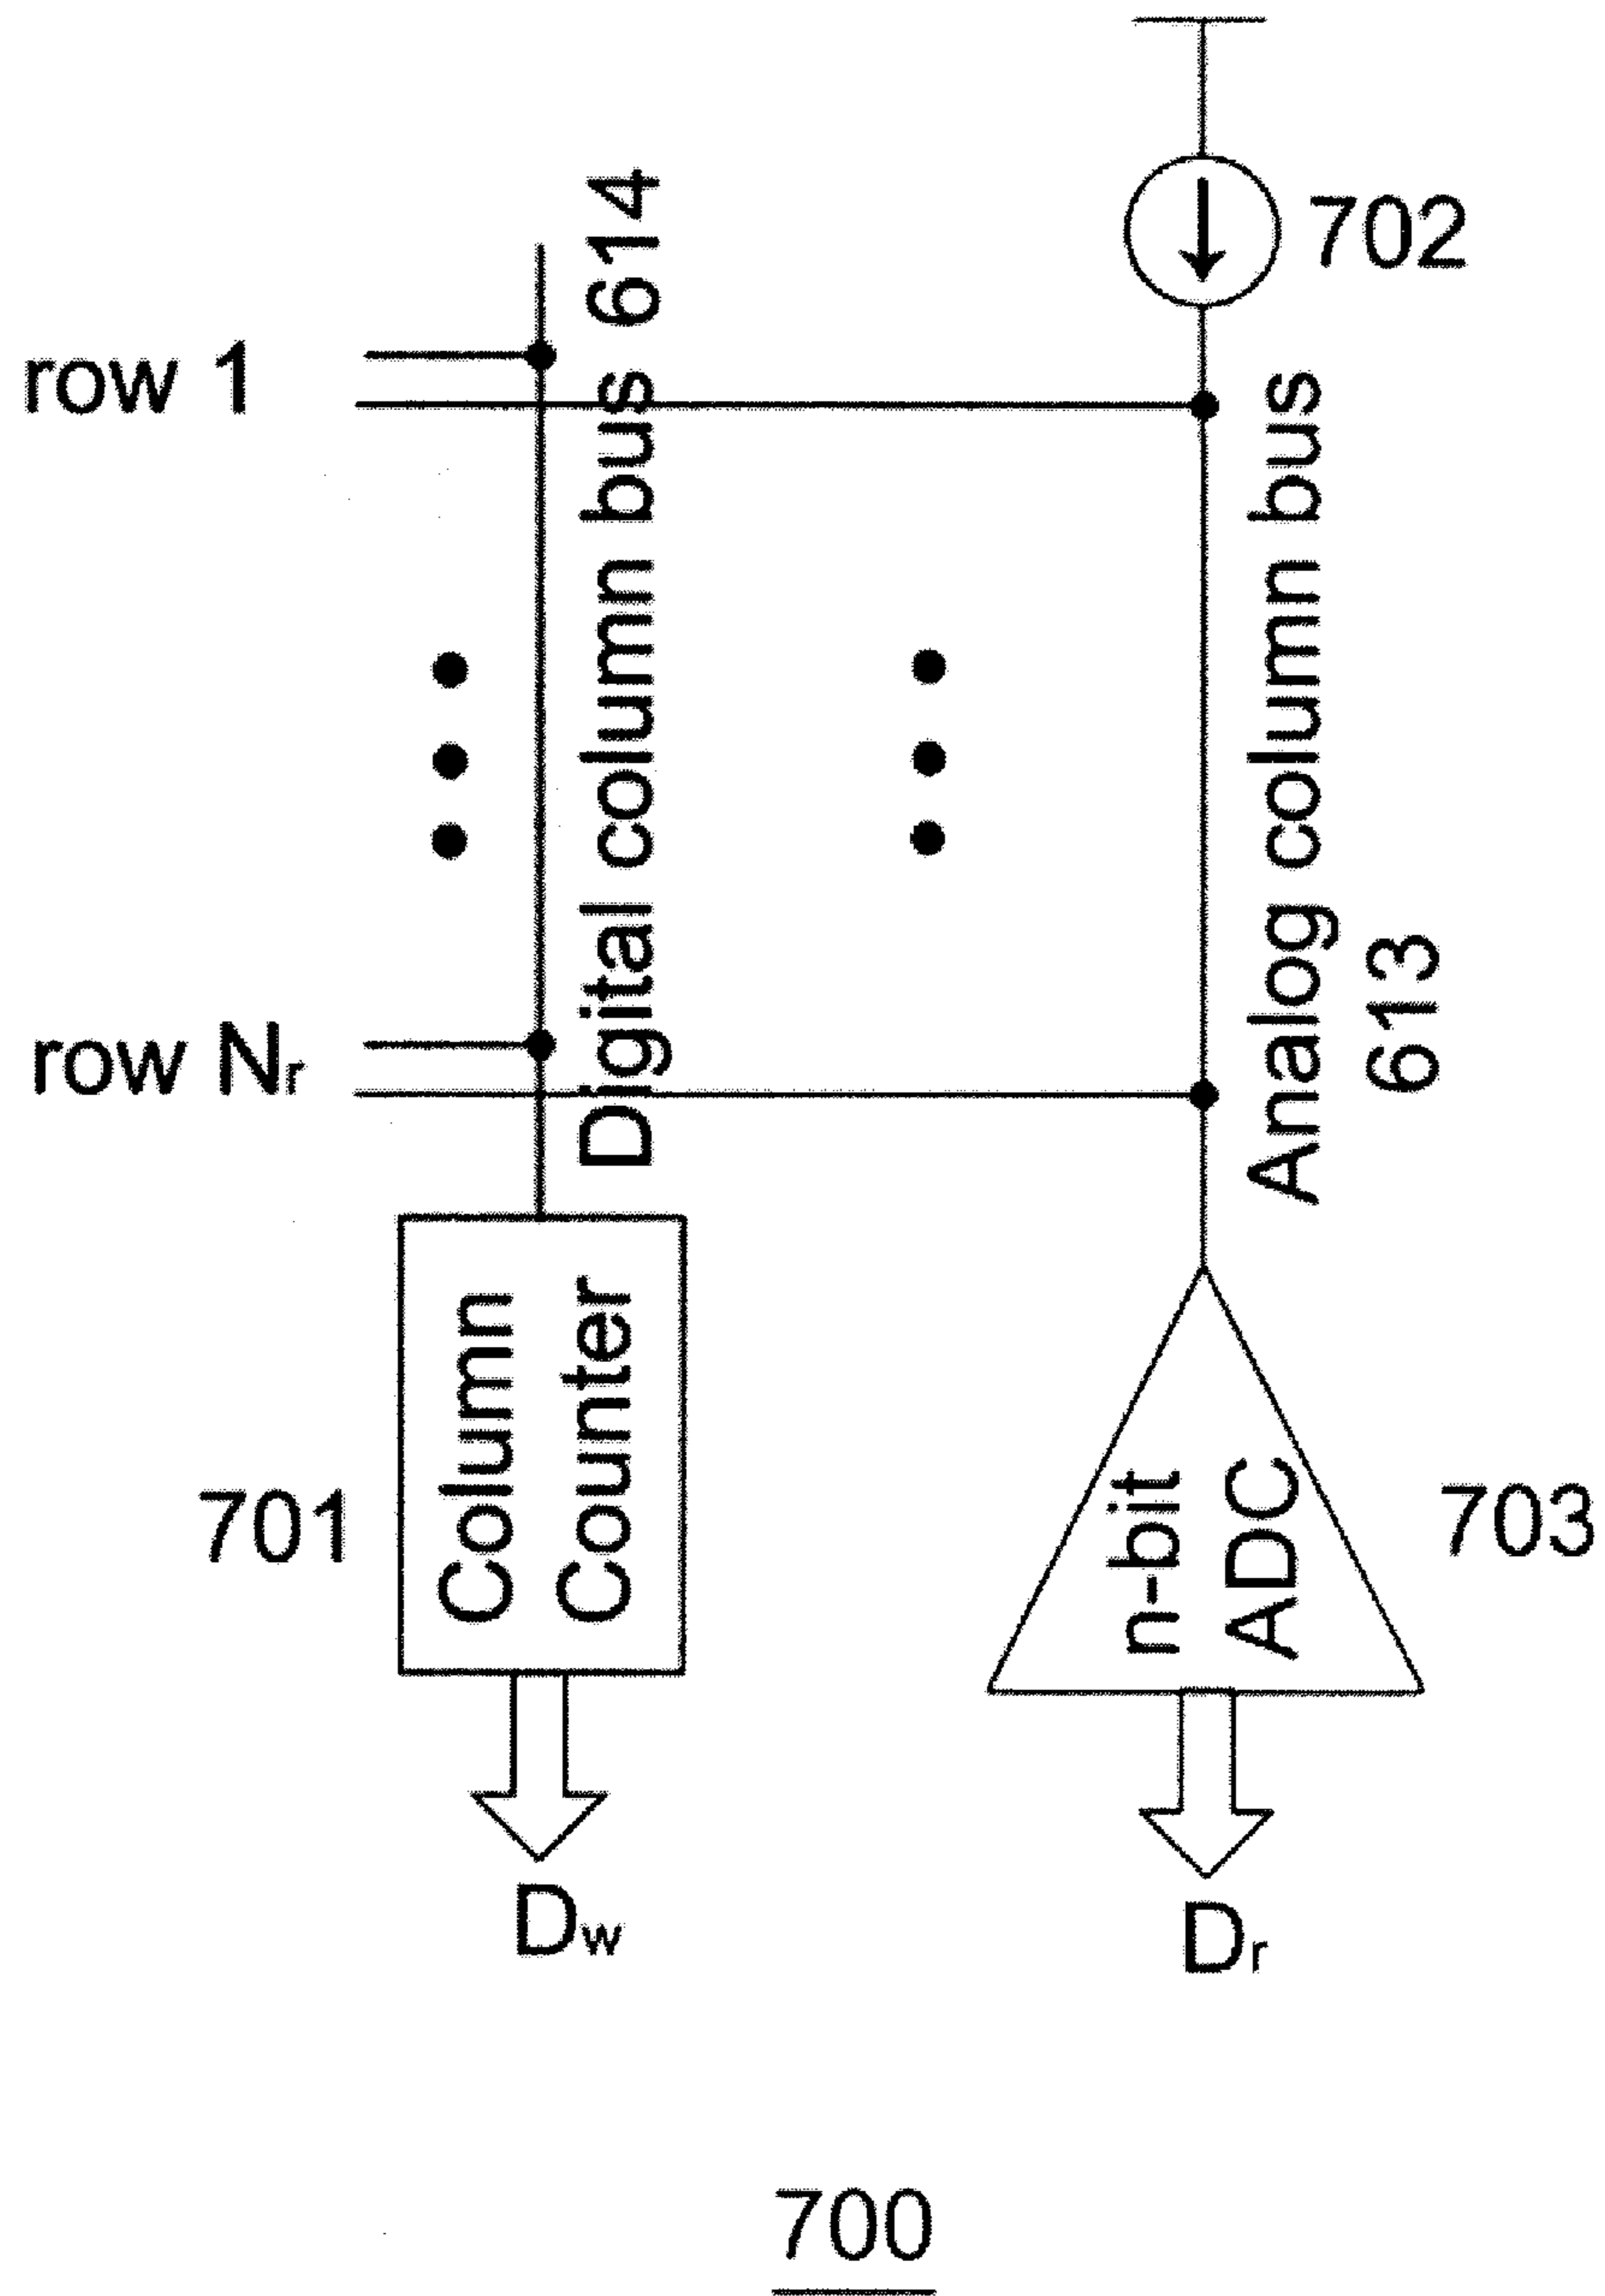 702
row 1
Digital column bus 614
Analog column bus
613
row Nr
701
Column
Counter
n-bit
ADC
703
Dw
Dr
700